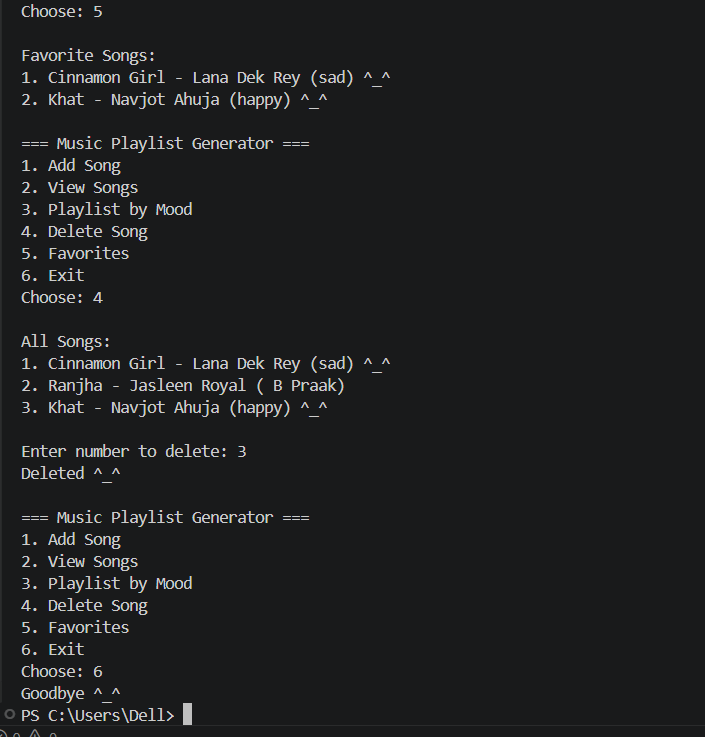 Choose: 5
Favorite Songs:
1. Cinnamon Girl - Lana Dek Rey (sad) ^_^
2. Khat - Navjot Ahuja (happy) ^_^
=== Music Playlist Generator ===
1. Add Song
2. View Songs
3. Playlist by Mood
4. Delete Song
5. Favorites
6. Exit
Choose: 4
All Songs:
1. Cinnamon Girl - Lana Dek Rey (sad) ^_^
2. Ranjha - Jasleen Royal ( B Praak)
3. Khat - Navjot Ahuja (happy) ^_^
Enter number to delete: 3
Deleted ^_^
=== Music Playlist Generator ===
1. Add Song
2. View Songs
3. Playlist by Mood
4. Delete Song
5. Favorites
6. Exit
Choose: 6
Goodbye ^_^
PS C:\Users\Dell>